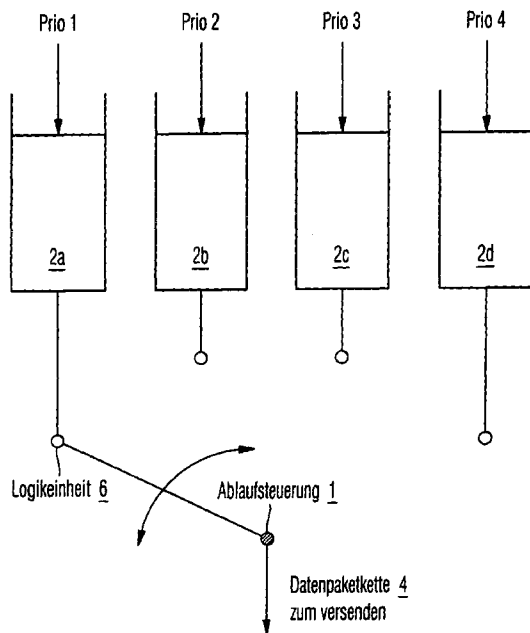 Prio 1 Prio 2 Prio 3 Prio 4
2a 2b 2c 2d
Logikeinheit 6
Ablaufsteuerung 1
Datenpaketkette 4
zum versenden